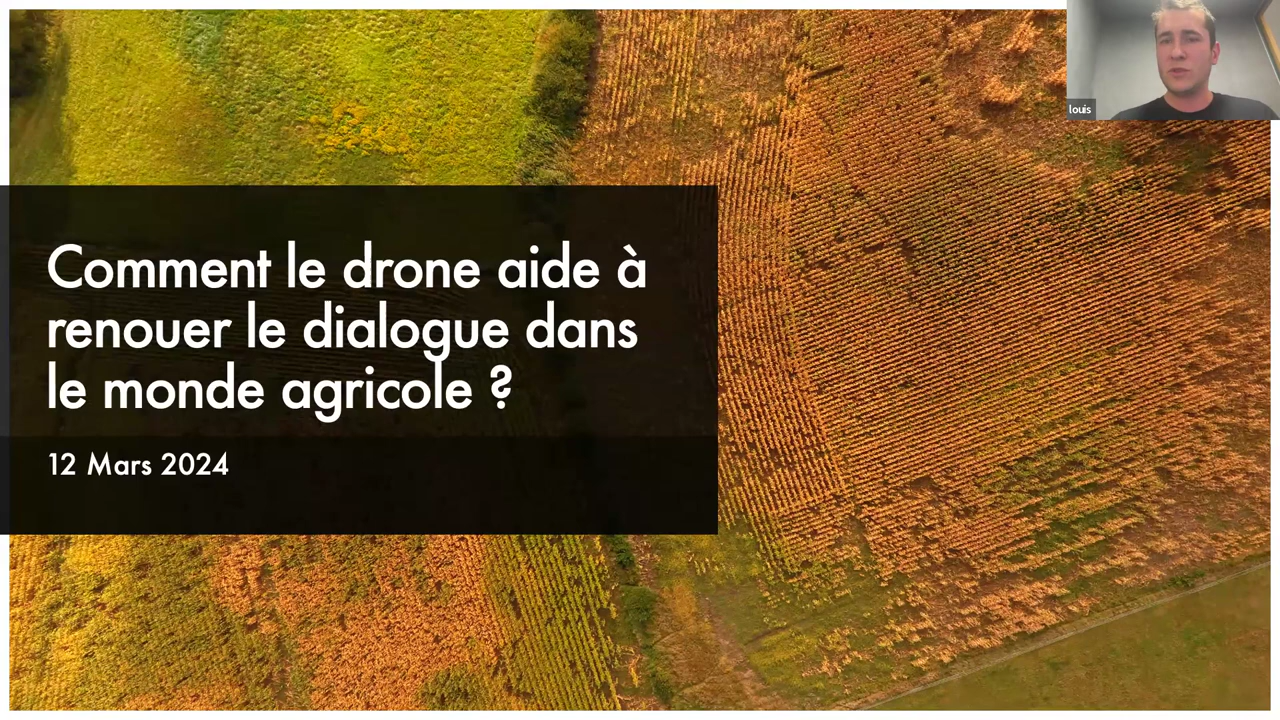 louis
Comment le drone aide à
renouer le dialogue dans
le monde agricole ?
12 Mars 2024